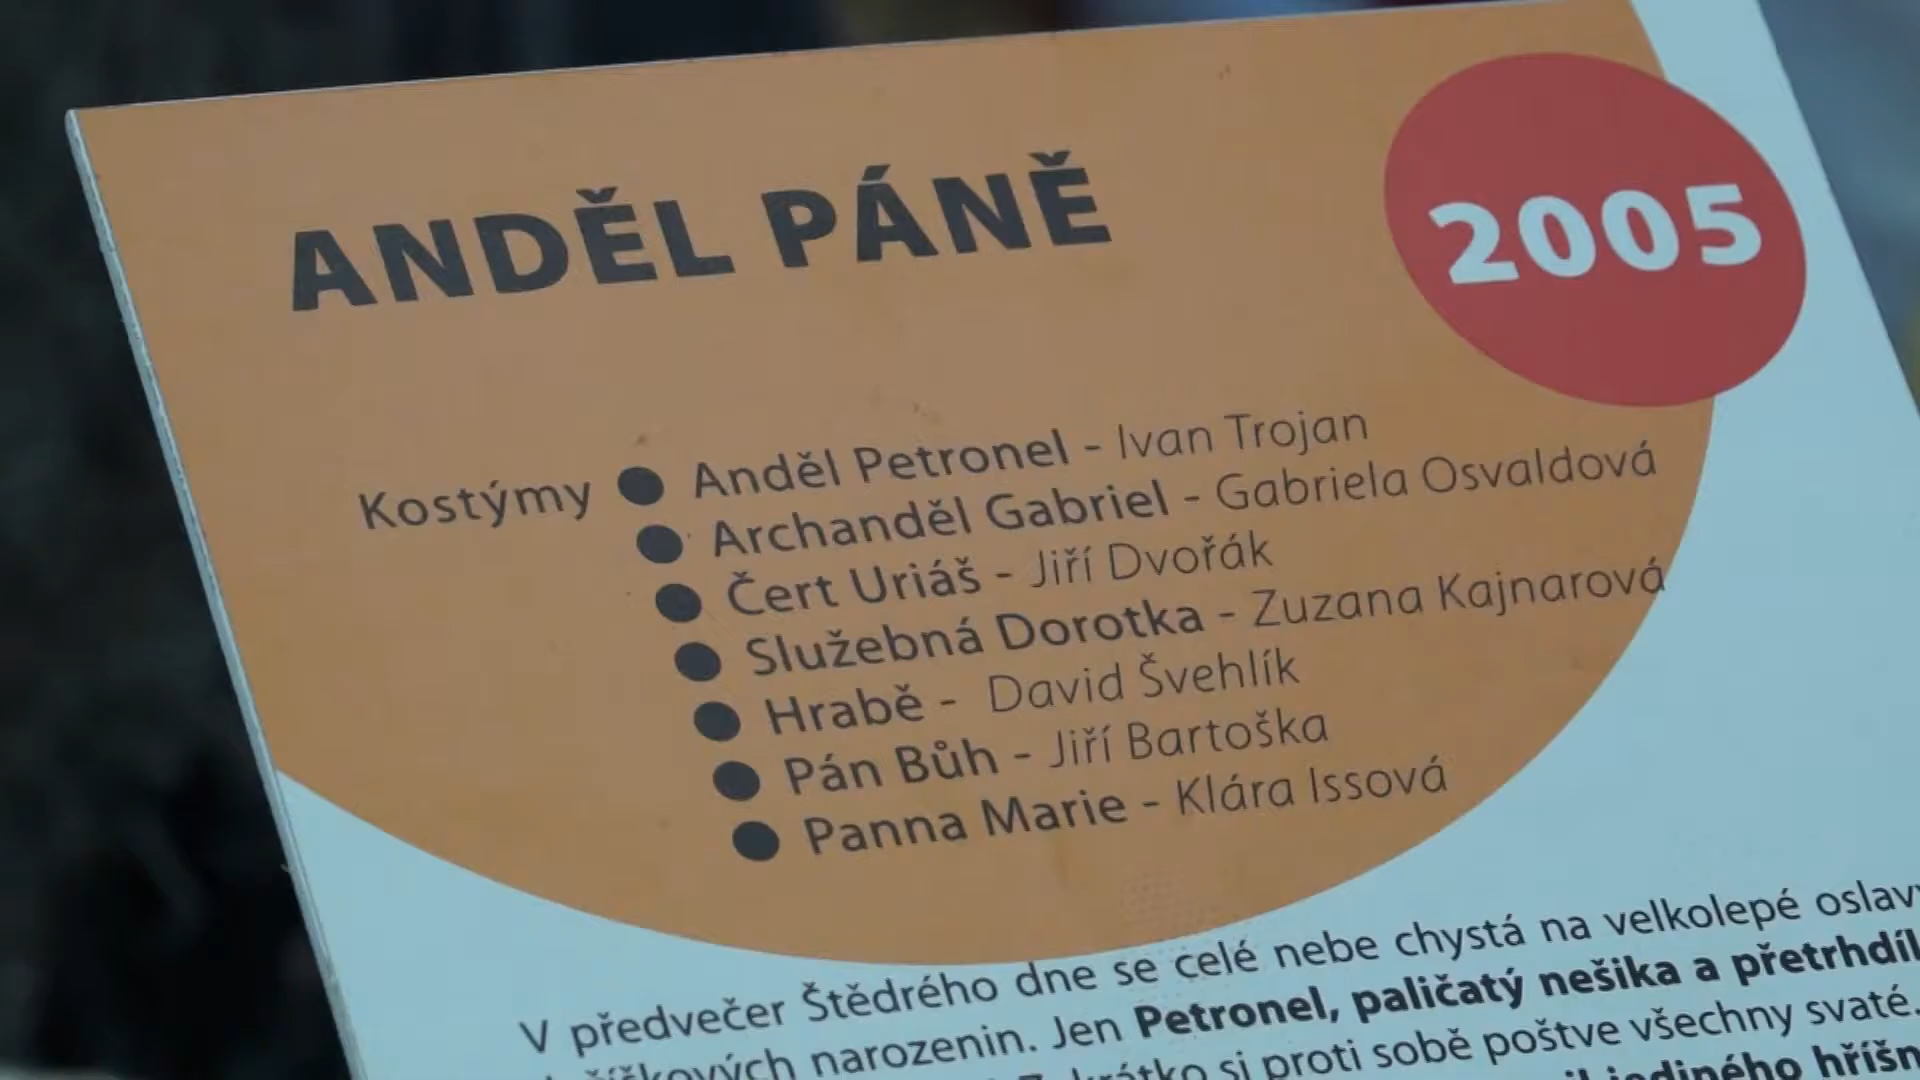 ANDĚL PÁNĚ
2005
Kostýmy ● Anděl Petronel - Ivan Trojan
● Archanděl Gabriel - Gabriela Osvaldová
● Čert Uriáš - Jiří Dvořák
● Služebná Dorotka - Zuzana Kajnarová
● Hrabě - David Švehlík
● Pán Bůh - Jiří Bartoška
● Panna Marie - Klára Issová
V předvečer Štědrého dne se celé nebe chystá na velkolepé
narozenin. Jen Petronel, paličatý nešika a
si proti sobě poštve všechny svaté.